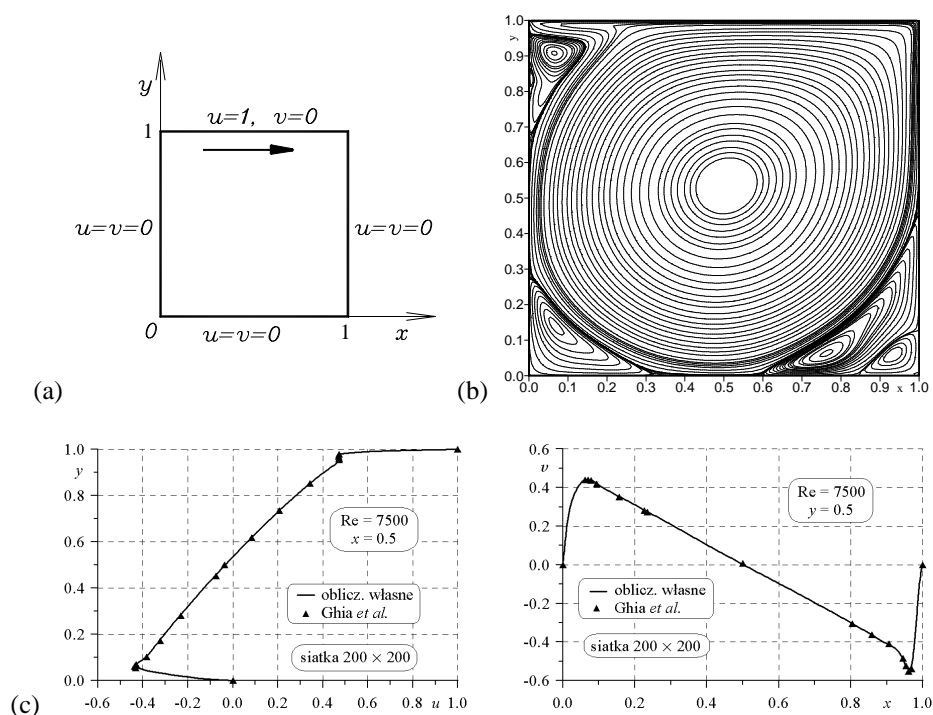 y
1
u=1, v=0
u=v=0
u=v=0
0
u=v=0
1
x
(a)
1.0
y
0.9
0.8
0.7
0.6
0.5
0.4
0.3
0.2
0.1
0.0
0.0 0.1 0.2 0.3 0.4 0.5 0.6 0.7 0.8 0.9 x 1.0
(b)
1.0
y
0.8
0.6
0.4
0.2
0.0
-0.6 -0.4 -0.2 0.0 0.2 0.4 0.6 0.8 u 1.0
Re = 7500
x = 0.5
oblicz. własne
Ghia et al.
siatka 200 × 200
(c)
0.6
υ
0.4
0.2
0.0
-0.2
-0.4
-0.6
0.0 0.2 0.4 0.6 0.8 x 1.0
Re = 7500
y = 0.5
oblicz. własne
Ghia et al.
siatka 200 × 200